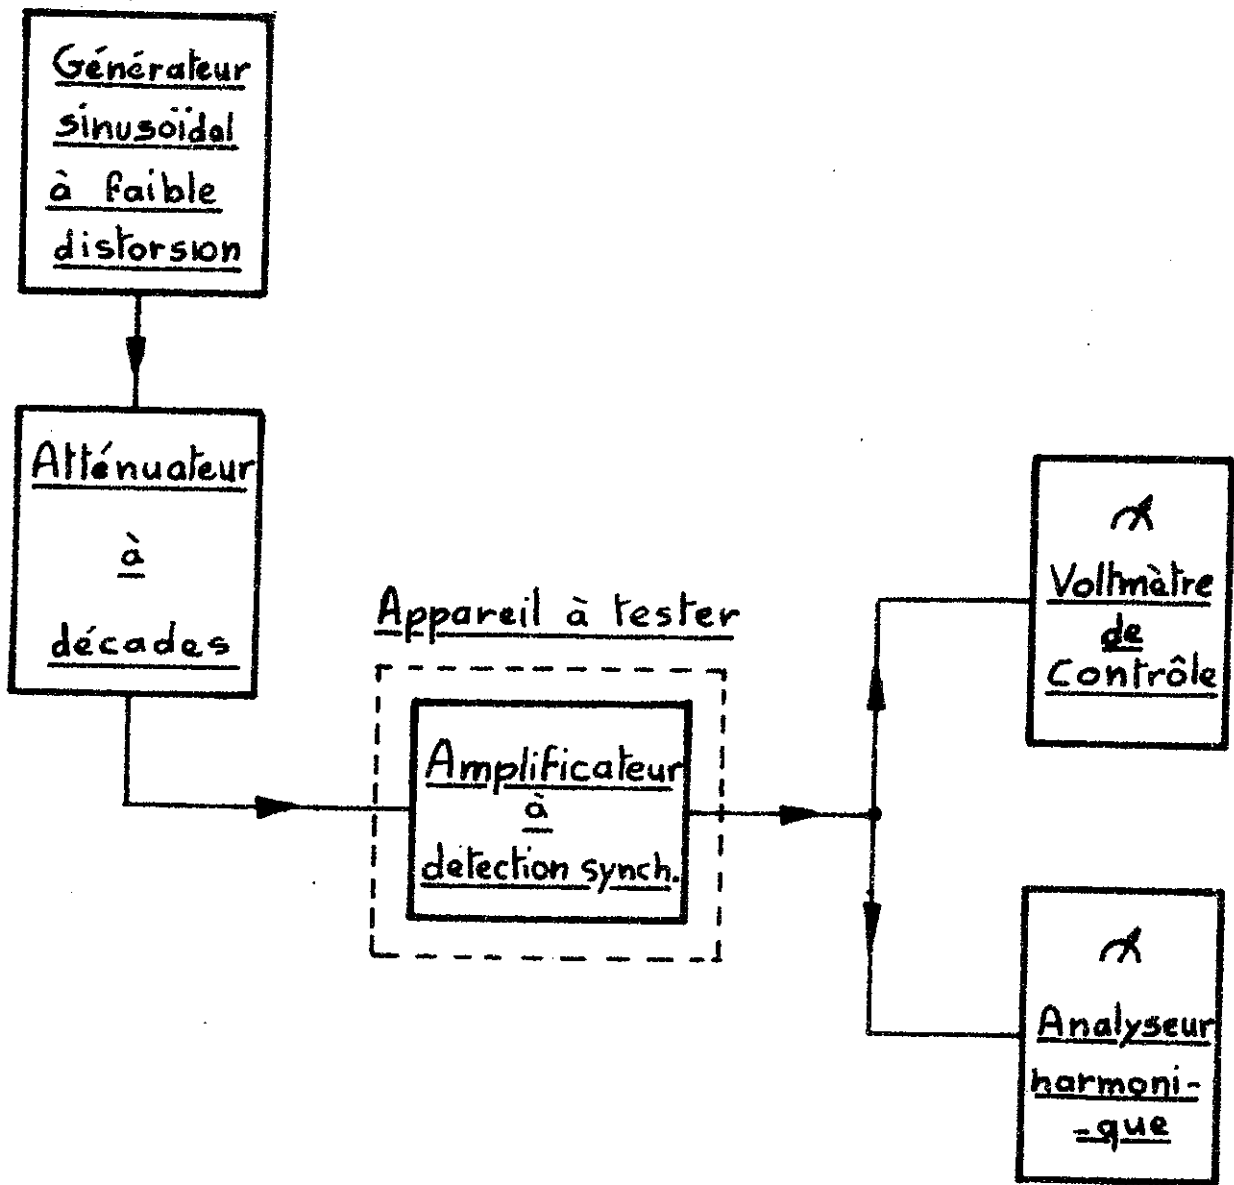 Générateur
sinusoïdal
à faible
distorsion
Atténuateur
à
décades
Appareil à tester
Amplificateur
à
detection synch.
Voltmètre
de
Contrôle
Analyseur
harmoni-
-que